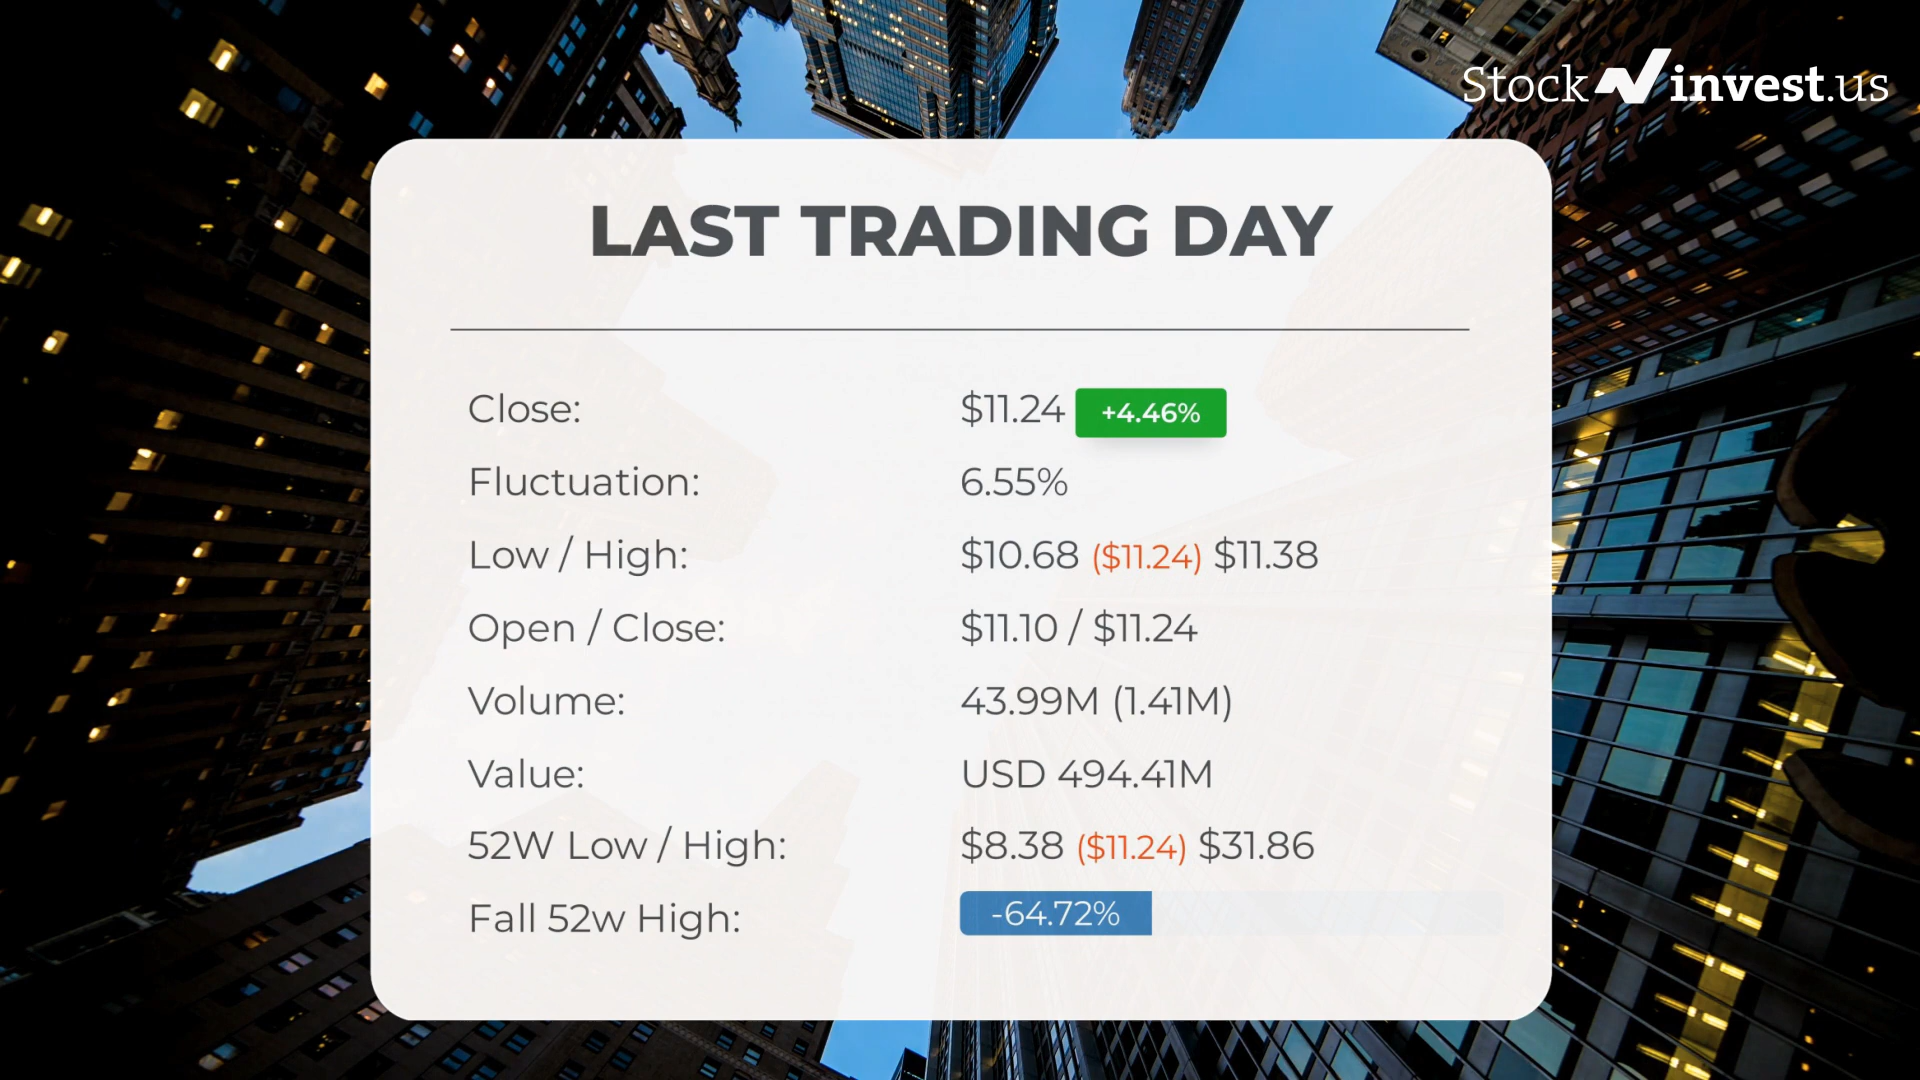 Stock invest.us
LAST TRADING DAY
Close: $11.24 +4.46%
Fluctuation: 6.55%
Low / High: $10.68 ($11.24) $11.38
Open / Close: $11.10 / $11.24
Volume: 43.99M (1.41M)
Value: USD 494.41M
52W Low / High: $8.38 ($11.24) $31.86
Fall 52w High: -64.72%